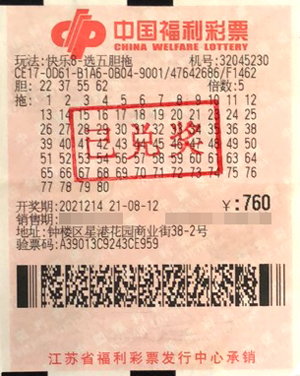 中国福利彩票
CHINA WELFARE LOTTERY
玩法:快乐8-选五胆拖 机号:32045230
CE17-0D61-B1A6-0B04-9001/47642686/F1462
胆: 22 37 55 62 倍数:5
拖: 1 2 3 4 5 6 7 8 9 10 11 12
13 14 15 16 17 18 19 20 21 23 24 25
26 27 28 29 30 31 32 33 34 35 36 38
39 40 41 42 43 44 45 46 47 48 49 50
51 52 53 54 56 57 58 59 60 61 63 64
65 66 67 68 69 70 71 72 73 74 75 76
77 78 79 80
已兑奖
开奖期:2021214 21-08-12 ¥:760
销售期:
地址:钟楼区星港花园商业街38-2号
验票码:A39013C9243CE959
江苏省福利彩票发行中心承销